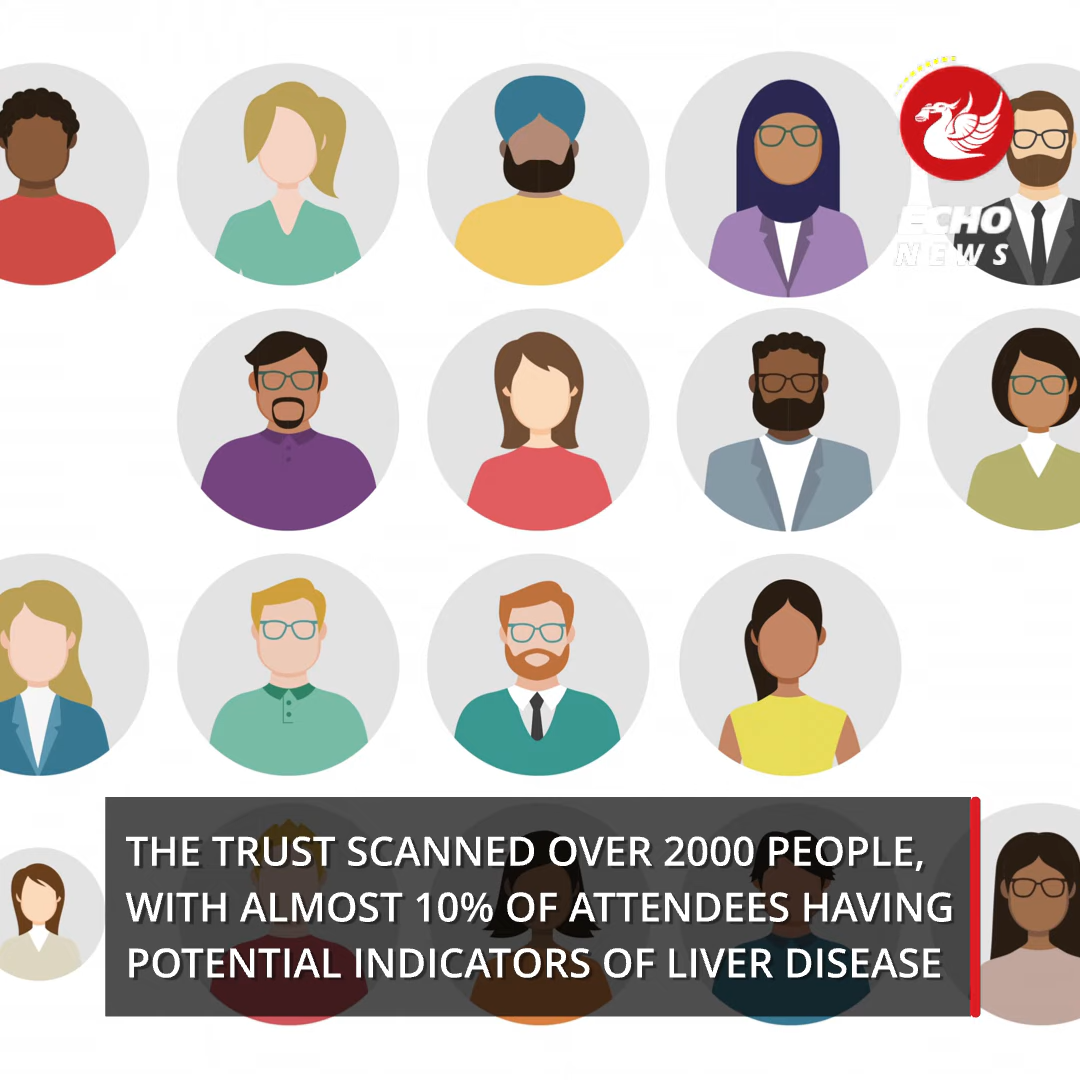 ECHO
NEWS
THE TRUST SCANNED OVER 2000 PEOPLE,
WITH ALMOST 10% OF ATTENDEES HAVING
POTENTIAL INDICATORS OF LIVER DISEASE